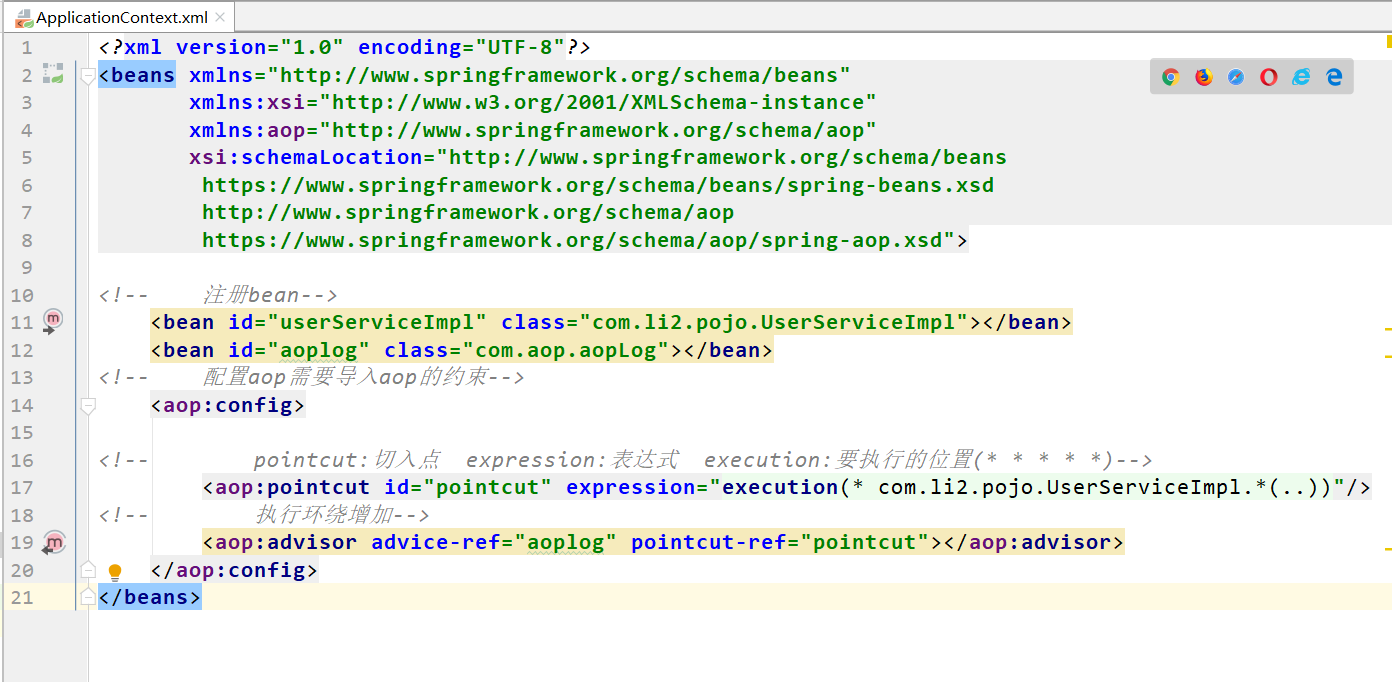 ApplicationContext.xml
1 <?xml version="1.0" encoding="UTF-8"?>
2 <beans xmlns="http://www.springframework.org/schema/beans"
3 xmlns:xsi="http://www.w3.org/2001/XMLSchema-instance"
4 xmlns:aop="http://www.springframework.org/schema/aop"
5 xsi:schemaLocation="http://www.springframework.org/schema/beans
6 https://www.springframework.org/schema/beans/spring-beans.xsd
7 http://www.springframework.org/schema/aop
8 https://www.springframework.org/schema/aop/spring-aop.xsd">
9
10 <!-- 注册bean-->
11 <bean id="userServiceImpl" class="com.li2.pojo.UserServiceImpl"></bean>
12 <bean id="aoplog" class="com.aop.aopLog"></bean>
13 <!-- 配置aop需要导入aop的约束-->
14 <aop:config>
15
16 <!-- pointcut:切入点 expression:表达式 execution:要执行的位置(* * * * *)-->
17 <aop:pointcut id="pointcut" expression="execution(* com.li2.pojo.UserServiceImpl.*(..))"/>
18 <!-- 执行环绕增加-->
19 <aop:advisor advice-ref="aoplog" pointcut-ref="pointcut"></aop:advisor>
20 </aop:config>
21 </beans>